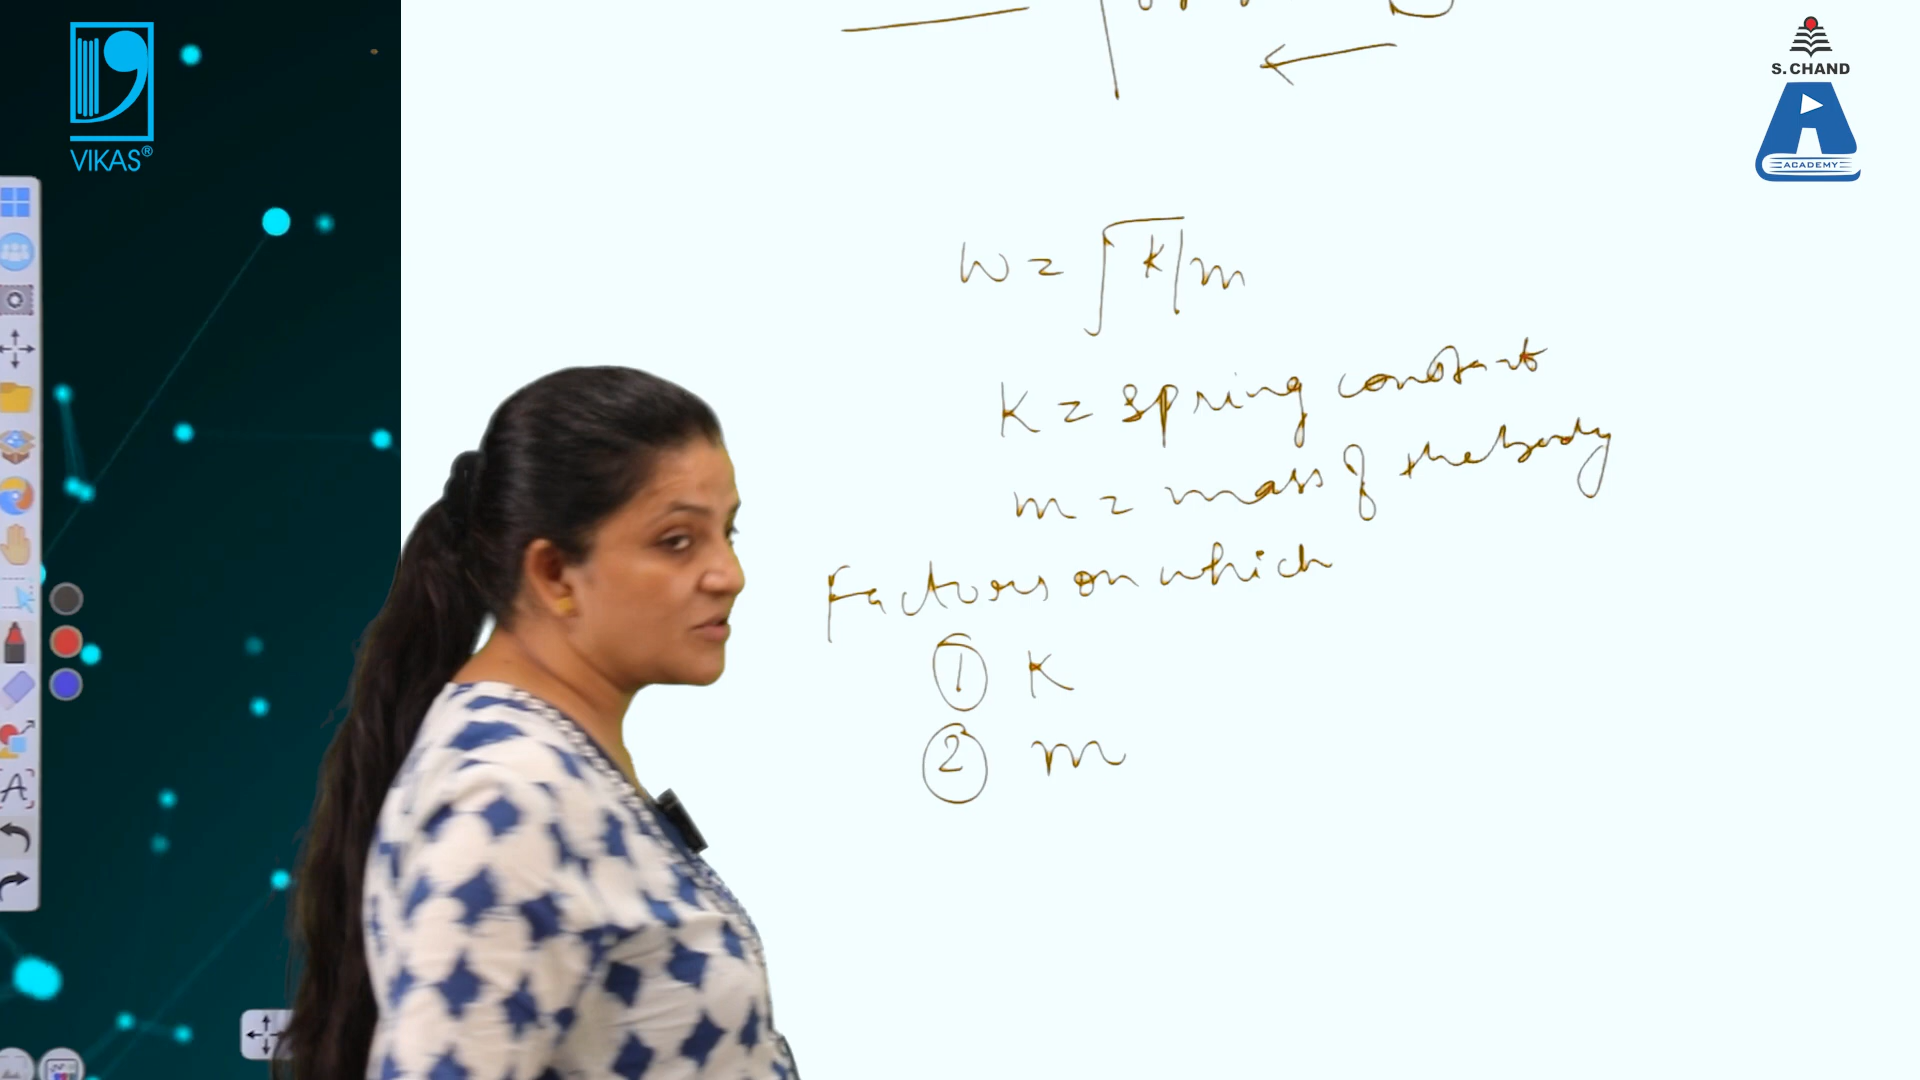 VIKAS®
S. CHAND
ACADEMY
ω = √k/m
K = spring constant
m = mass of the body
Factors on which
① K
② m